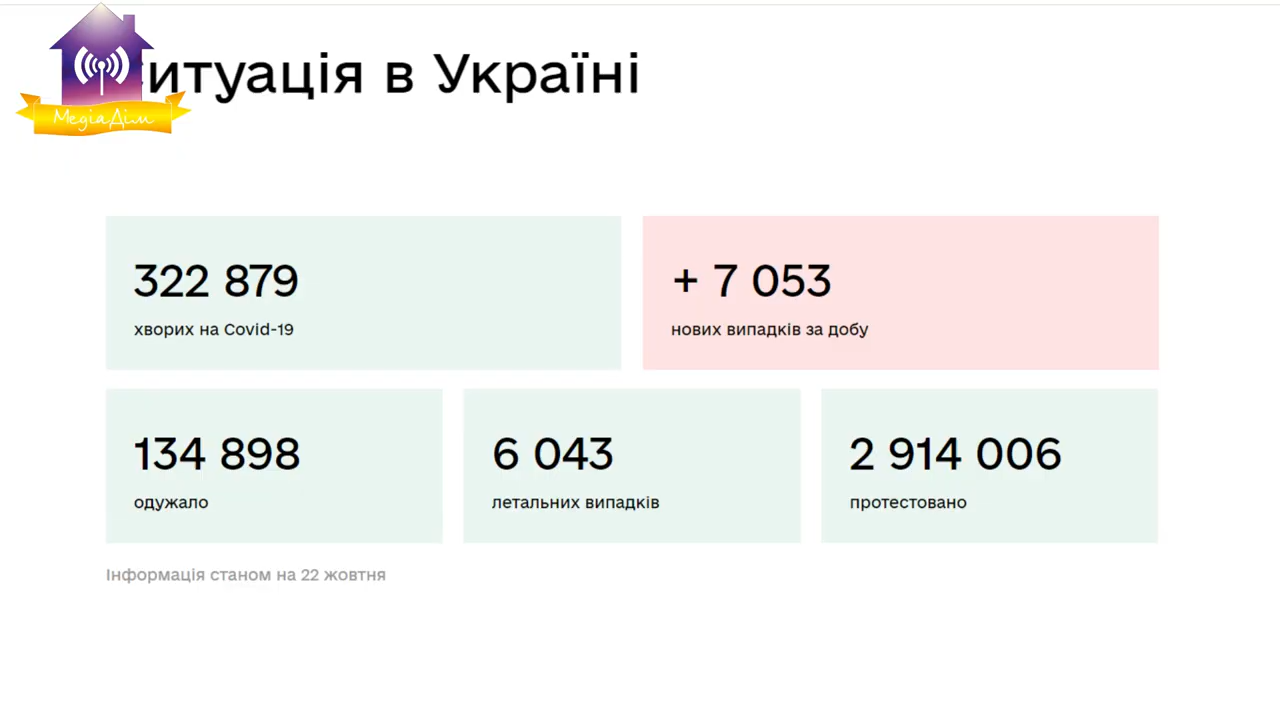 итуація в Україні
МедіаДім
322 879
хворих на Covid-19
+ 7 053
нових випадків за добу
134 898
одужало
6 043
летальних випадків
2 914 006
протестовано
Інформація станом на 22 жовтня